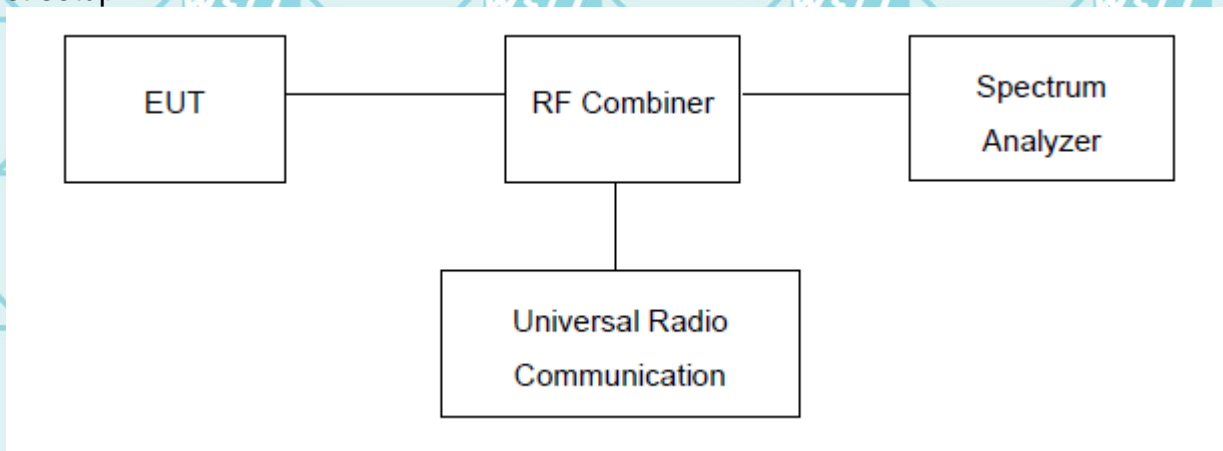 EUT
RF Combiner
Spectrum
Analyzer
Universal Radio
Communication